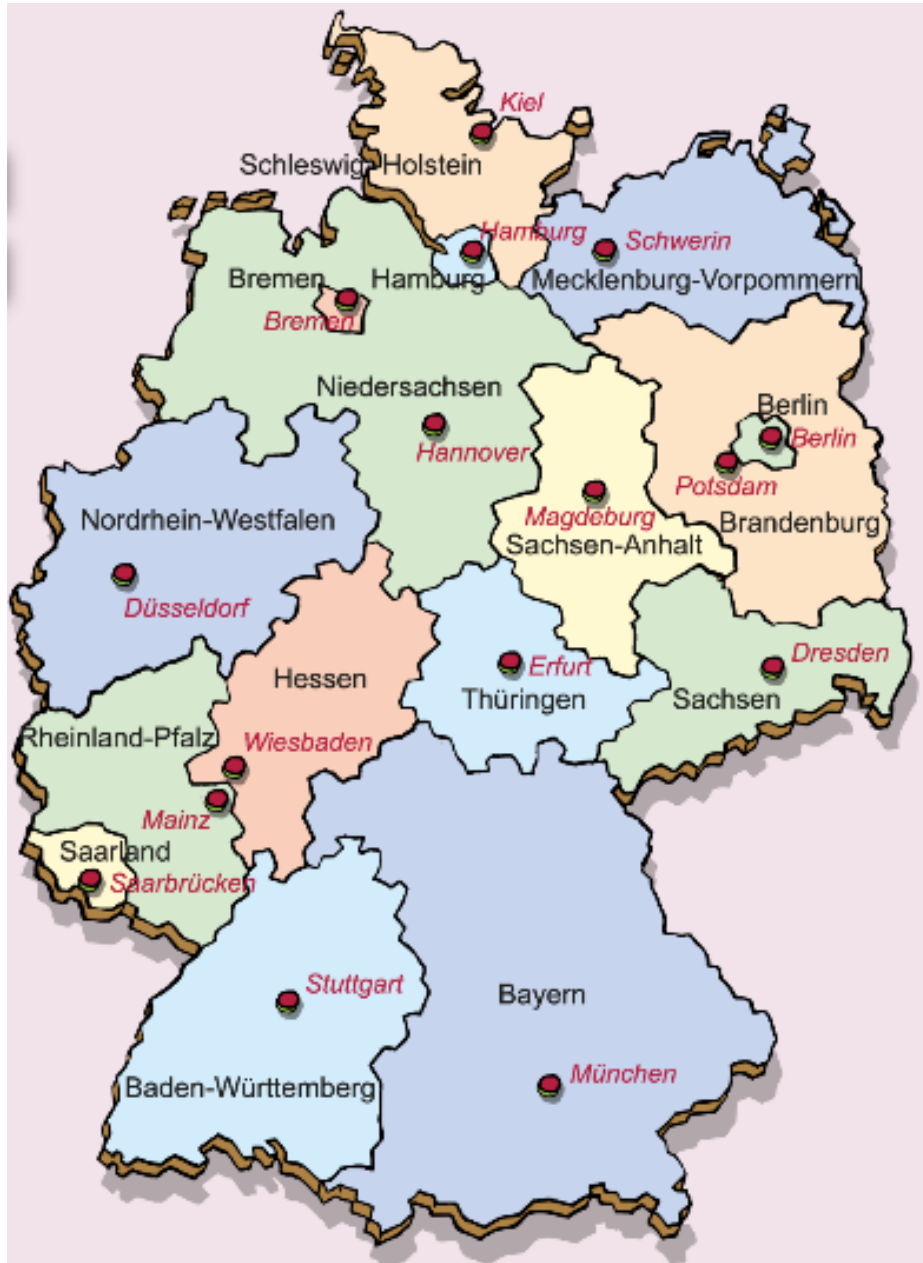 Kiel
Schleswig-Holstein
Hamburg
Schwerin
Bremen
Hamburg
Mecklenburg-Vorpommern
Bremen
Niedersachsen
Berlin
Hannover
Berlin
Potsdam
Nordrhein-Westfalen
Magdeburg
Brandenburg
Sachsen-Anhalt
Düsseldorf
Dresden
Erfurt
Hessen
Thüringen
Sachsen
Rheinland-Pfalz
Wiesbaden
Mainz
Saarland
Saarbrücken
Stuttgart
Bayern
München
Baden-Württemberg